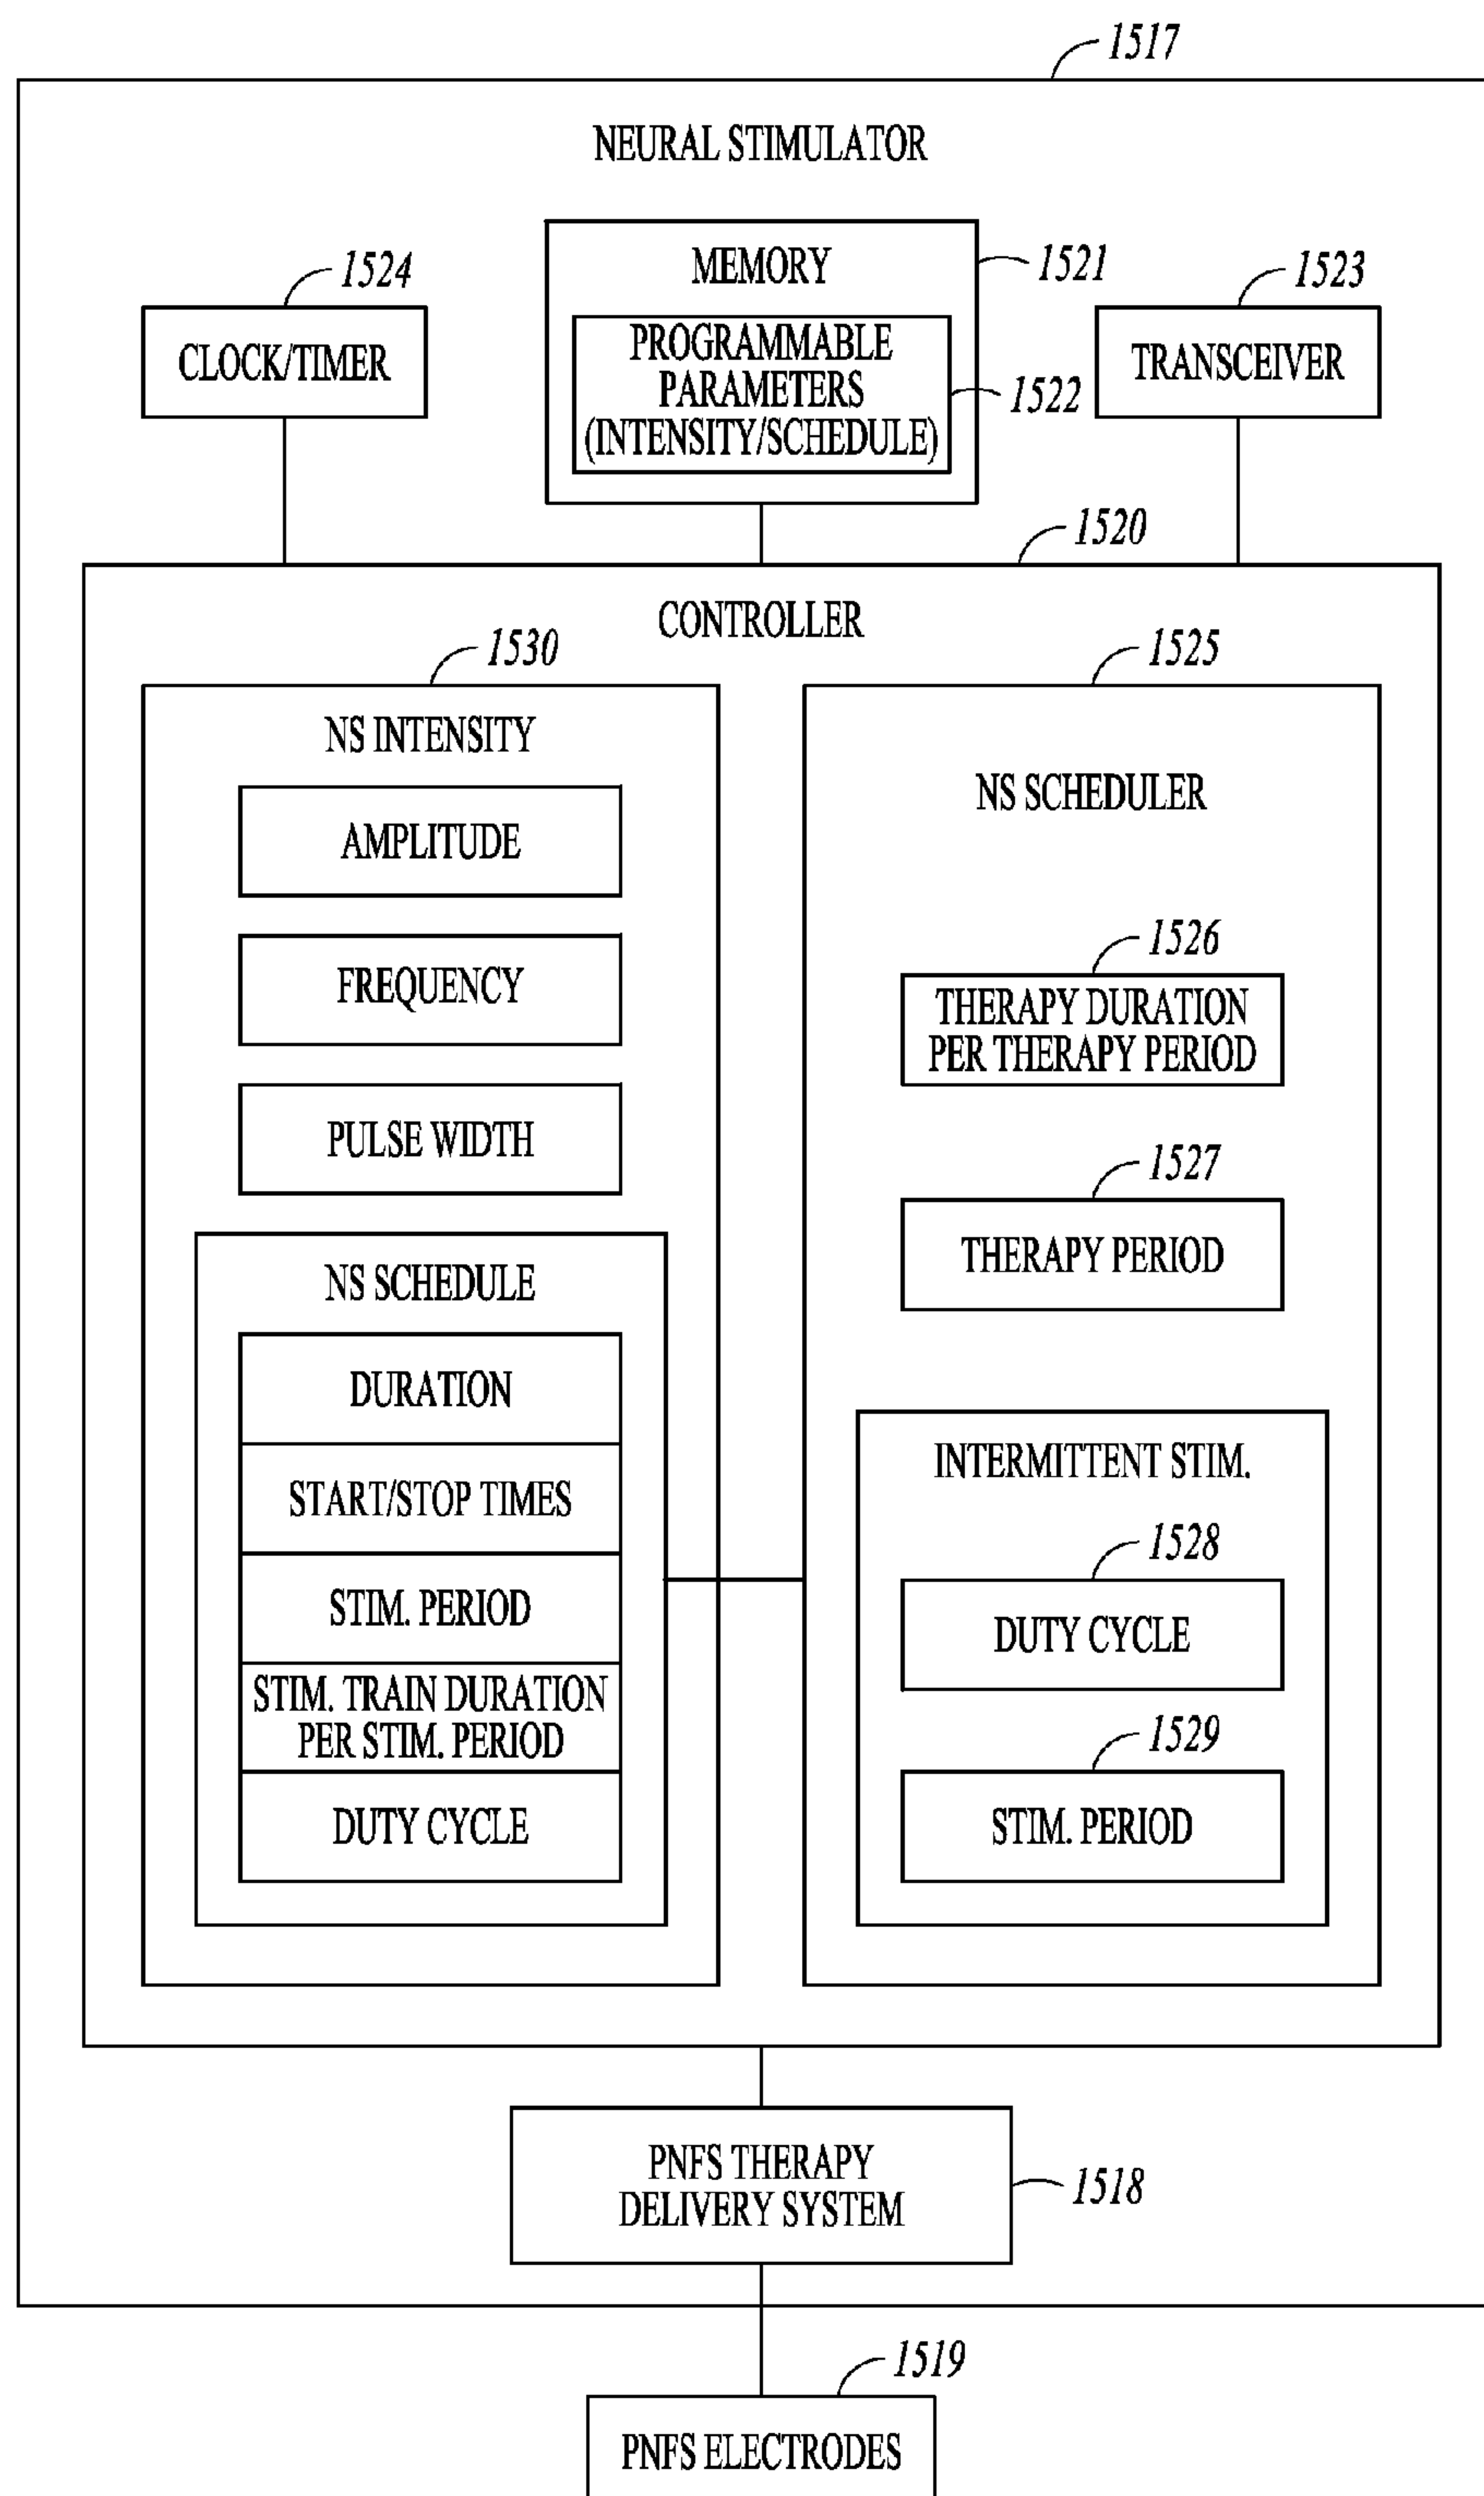 1517
NEURAL STIMULATOR
1524
CLOCK/TIMER
MEMORY
1521
PROGRAMMABLE
PARAMETERS
(INTENSITY/SCHEDULE)
1522
1523
TRANSCEIVER
1520
CONTROLLER
1530
NS INTENSITY
AMPLITUDE
FREQUENCY
PULSE WIDTH
NS SCHEDULE
DURATION
START/STOP TIMES
STIM. PERIOD
STIM. TRAIN DURATION
PER STIM. PERIOD
DUTY CYCLE
1525
NS SCHEDULER
1526
THERAPY DURATION
PER THERAPY PERIOD
1527
THERAPY PERIOD
INTERMITTENT STIM.
1528
DUTY CYCLE
1529
STIM. PERIOD
PNFS THERAPY
DELIVERY SYSTEM
1518
1519
PNFS ELECTRODES